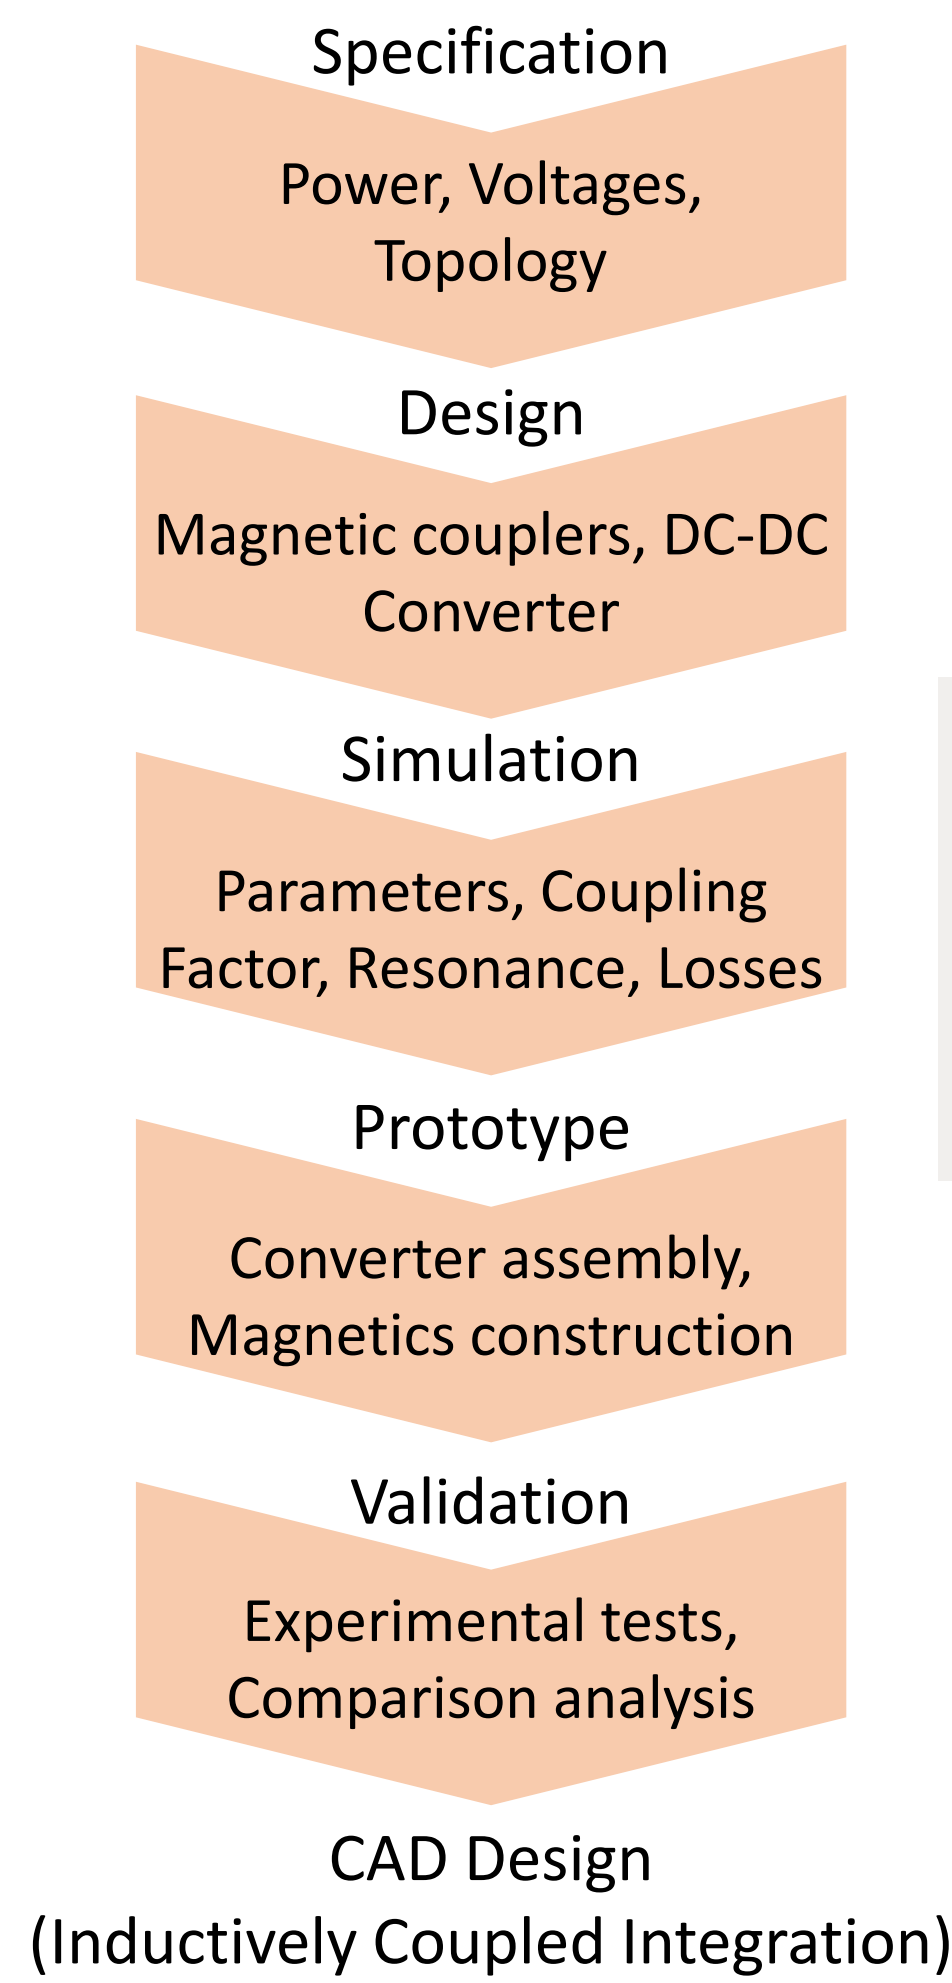 Specification
Power, Voltages,
Topology
Design
Magnetic couplers, DC-DC
Converter
Simulation
Parameters, Coupling
Factor, Resonance, Losses
Prototype
Converter assembly,
Magnetics construction
Validation
Experimental tests,
Comparison analysis
CAD Design
(Inductively Coupled Integration)